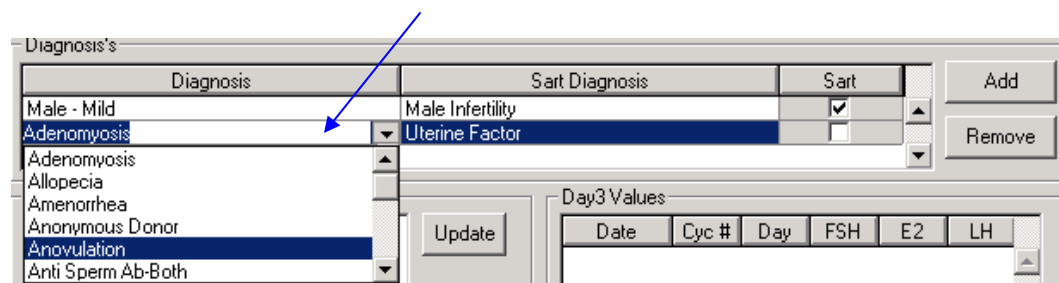 Diagnosis's
Diagnosis Sart Diagnosis Sart Add
Male - Mild Male Infertility
Adenomyosis Uterine Factor Remove
Adenomyosis
Allopecia
Amenorrhea
Anonymous Donor
Anovulation
Anti Sperm Ab-Both
Update
Day3 Values
Date Cyc # Day FSH E2 LH